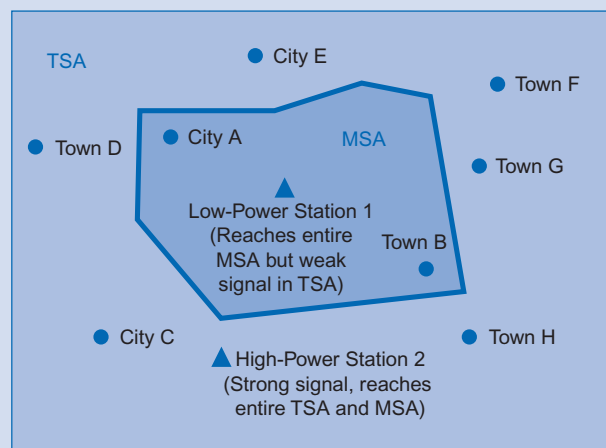 TSA
City E
Town F
City A
MSA
Town D
Town G
Low-Power Station 1
(Reaches entire
MSA but weak
signal in TSA)
Town B
City C
Town H
High-Power Station 2
(Strong signal, reaches
entire TSA and MSA)